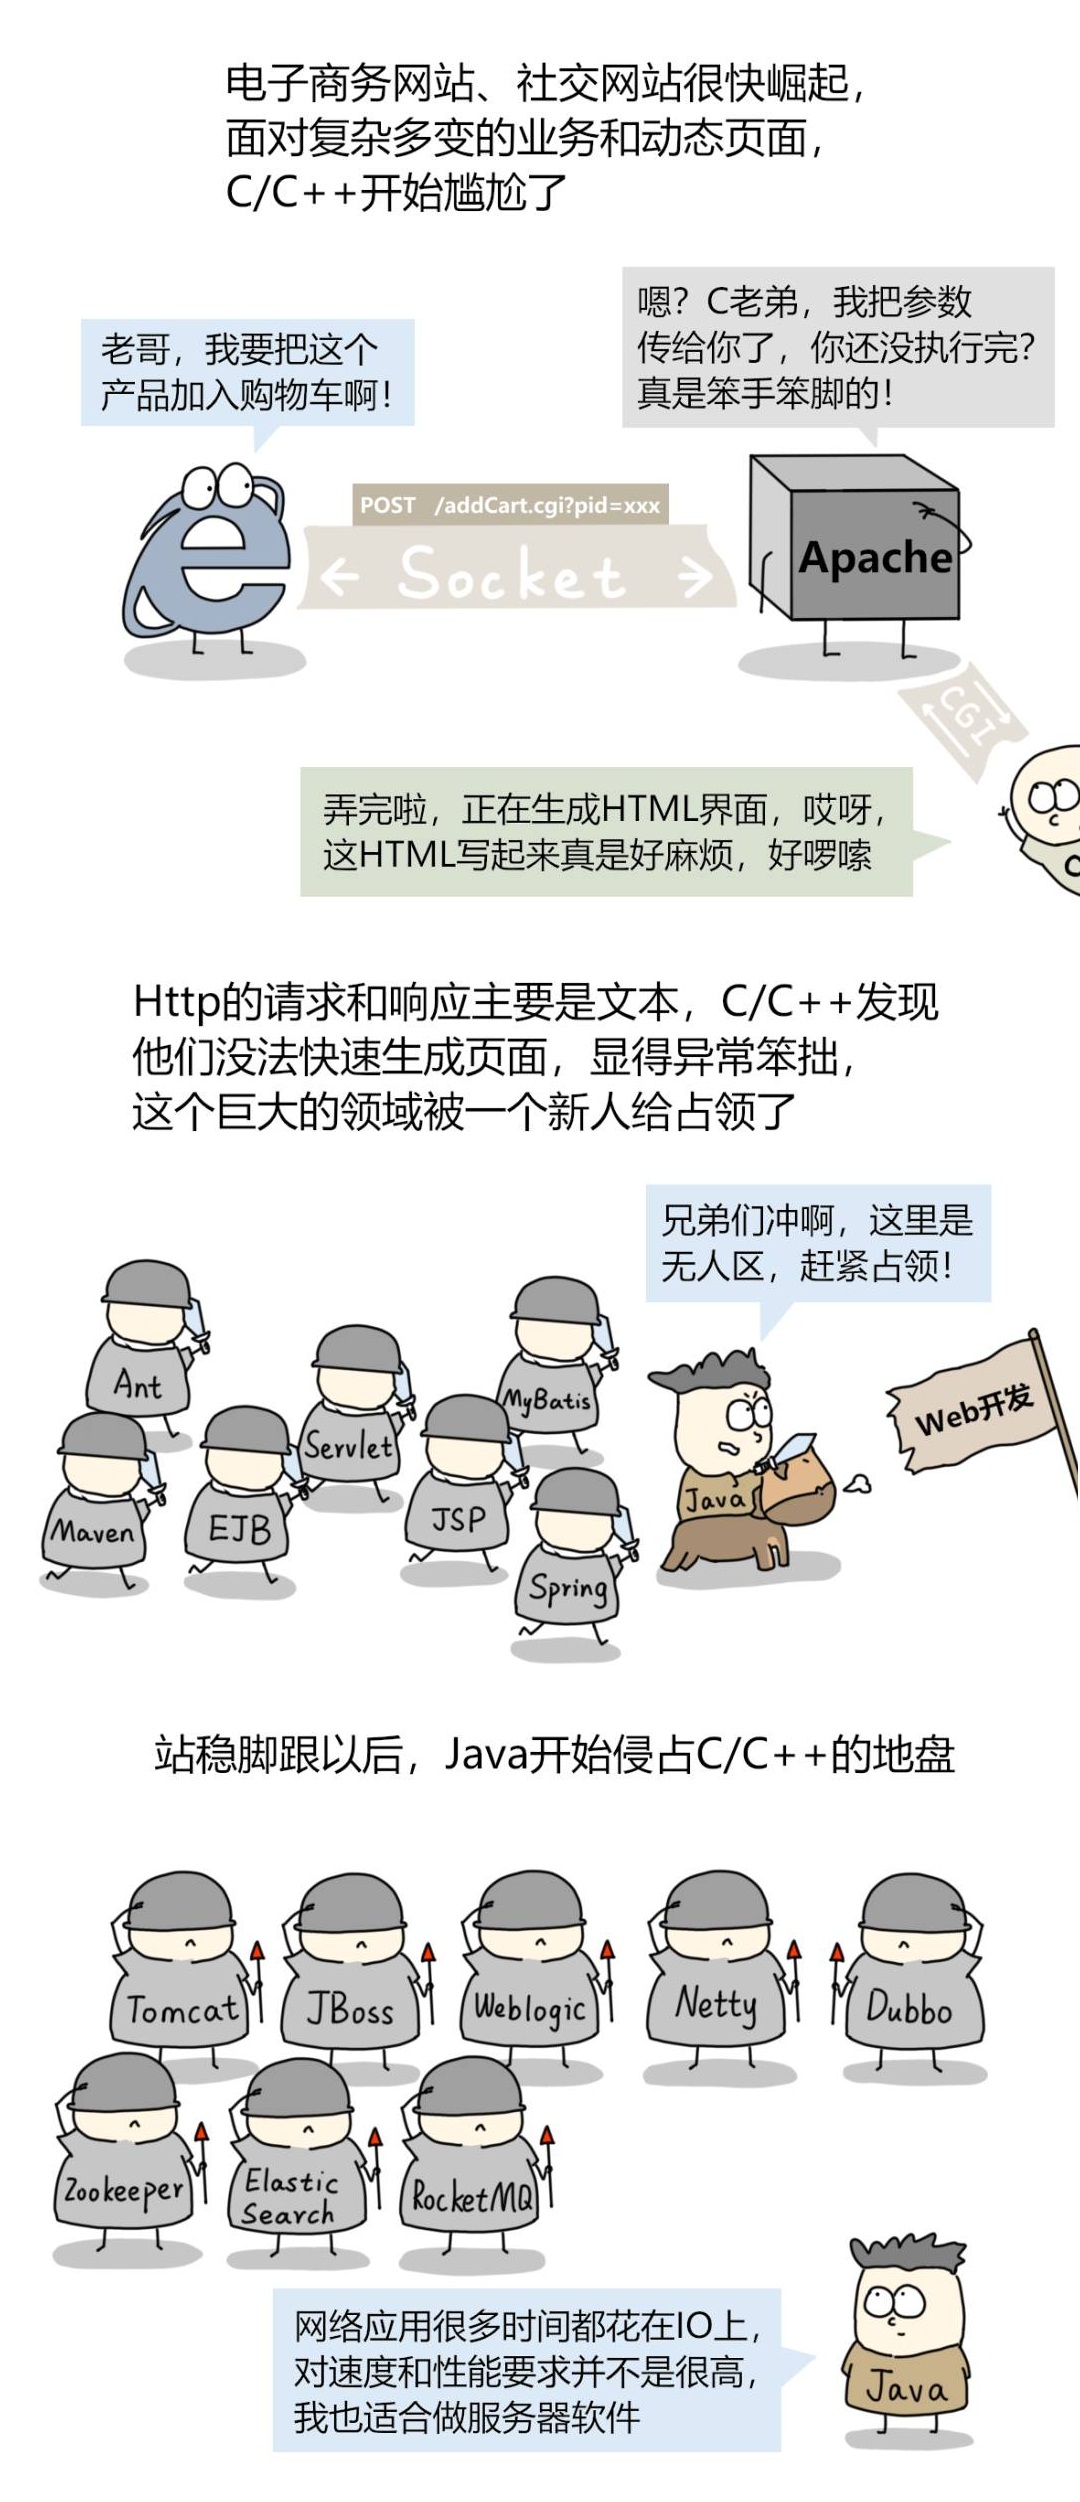 电子商务网站、社交网站很快崛起，
面对复杂多变的业务和动态页面，
C/C++开始尴尬了
嗯？C老弟，我把参数
传给你了，你还没执行完？
真是笨手笨脚的！
老哥，我要把这个
产品加入购物车啊！
POST /addCart.cgi?pid=xxx
Socket
Apache
CGI
弄完啦，正在生成HTML界面，哎呀，
这HTML写起来真是好麻烦，好啰嗦
Http的请求和响应主要是文本，C/C++发现
他们没法快速生成页面，显得异常笨拙，
这个巨大的领域被一个新人给占领了
兄弟们冲啊，这里是
无人区，赶紧占领！
Ant
MyBatis
Web开发
Servlet
Java
Maven
EJB
JSP
Spring
站稳脚跟以后，Java开始侵占C/C++的地盘
Tomcat
JBoss
Weblogic
Netty
Dubbo
Zookeeper
Elastic
Search
RocketMQ
网络应用很多时间都花在IO上，
对速度和性能要求并不是很高，
我也适合做服务器软件
Java